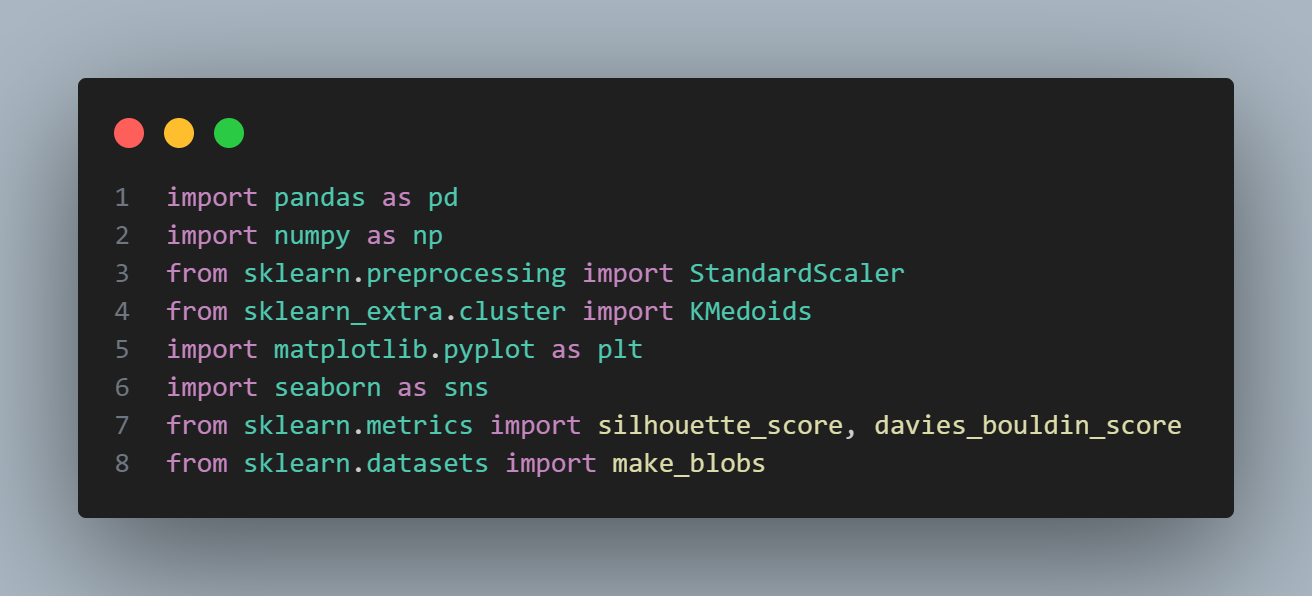 1 import pandas as pd
2 import numpy as np
3 from sklearn.preprocessing import StandardScaler
4 from sklearn_extra.cluster import KMedoids
5 import matplotlib.pyplot as plt
6 import seaborn as sns
7 from sklearn.metrics import silhouette_score, davies_bouldin_score
8 from sklearn.datasets import make_blobs